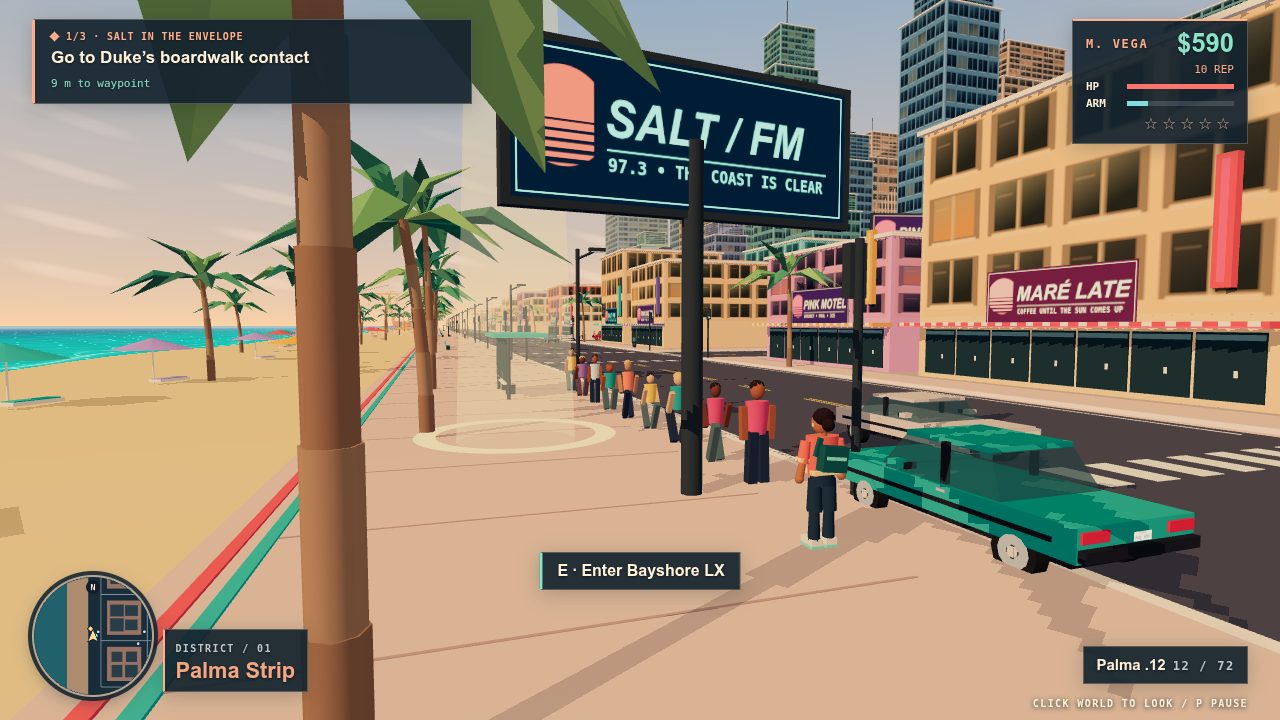 ◆ 1/3 · SALT IN THE ENVELOPE
Go to Duke's boardwalk contact
9 m to waypoint
M. VEGA $590
10 REP
HP
ARM
☆☆☆☆☆
SALT / FM
97.3 • TH COAST IS CLEAR
PINK MOTEL
MARÉ LATE
COFFEE UNTIL THE SUN COMES UP
E · Enter Bayshore LX
N
DISTRICT / 01
Palma Strip
Palma .12 12 / 72
CLICK WORLD TO LOOK / P PAUSE